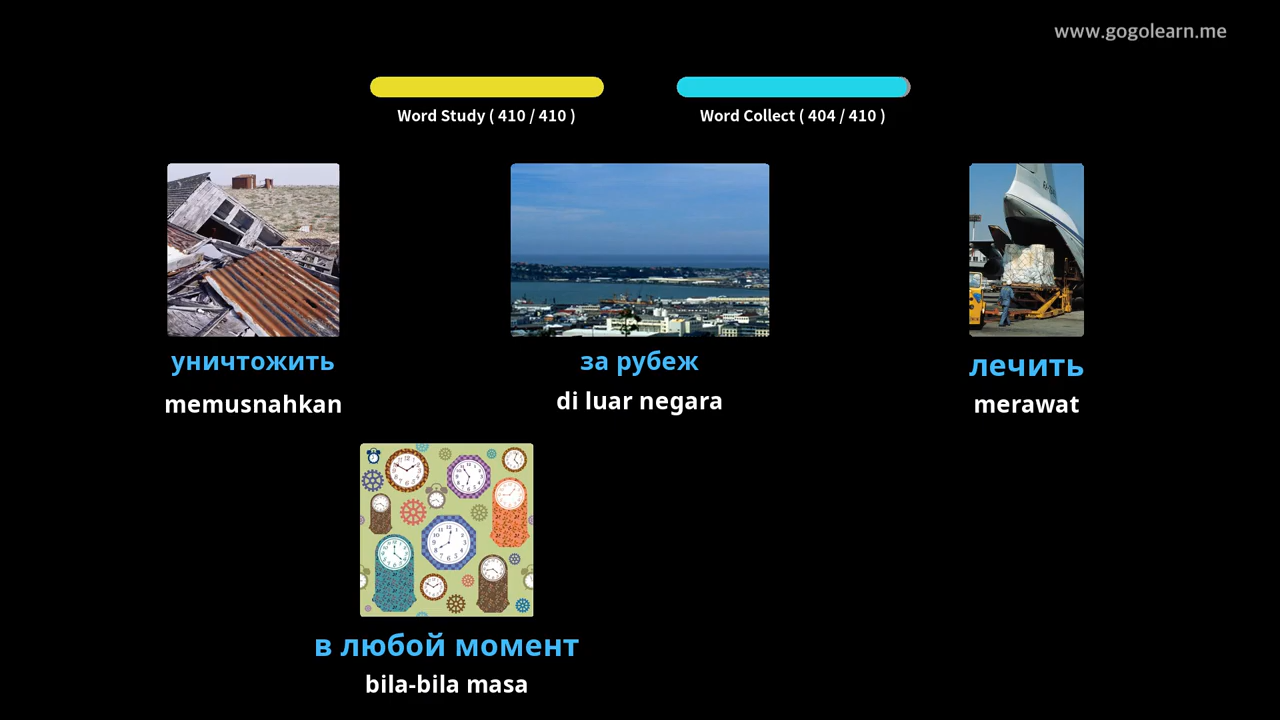 www.gogolearn.me
Word Study ( 410 / 410 )
Word Collect ( 404 / 410 )
уничтожить
memusnahkan
за рубеж
di luar negara
лечить
merawat
в любой момент
bila-bila masa